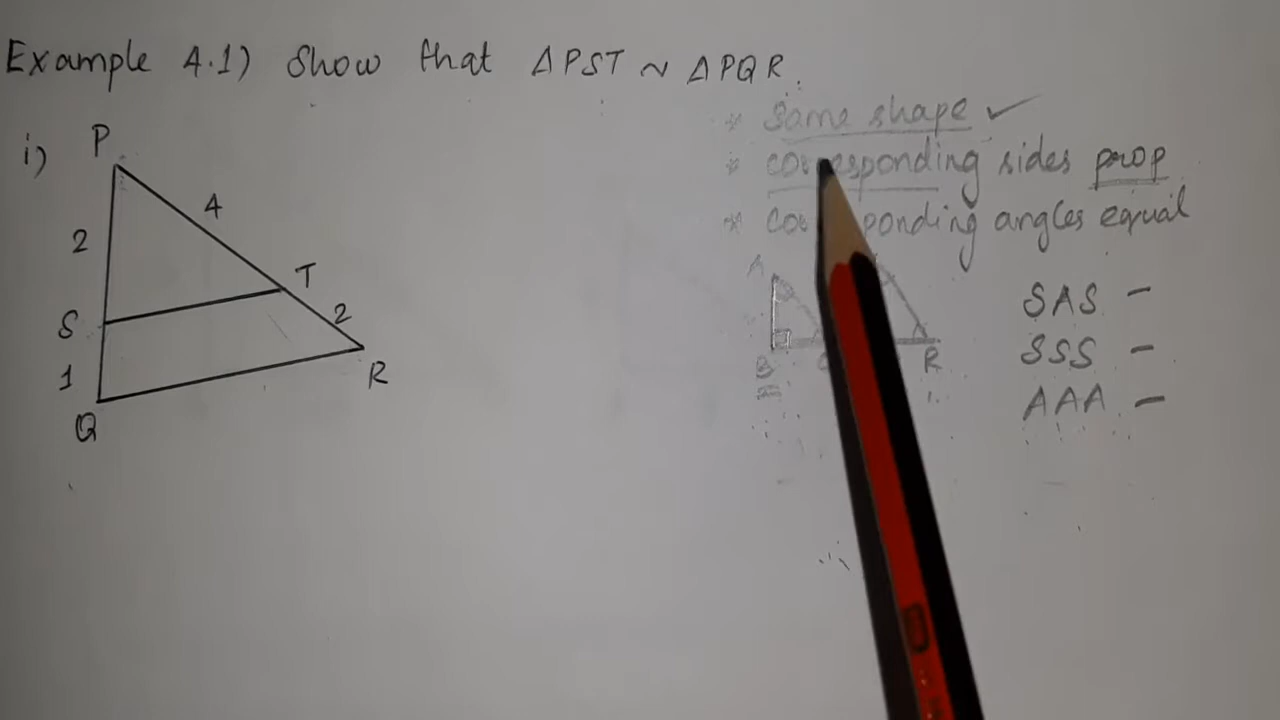 Example 4.1) Show that ΔPST ~ ΔPQR
i)
P
4
2
T
S
2
1
R
Q
* Same shape ✓
* corresponding sides prop
* angles equal
A
B
R
SAS –
SSS –
AAA –